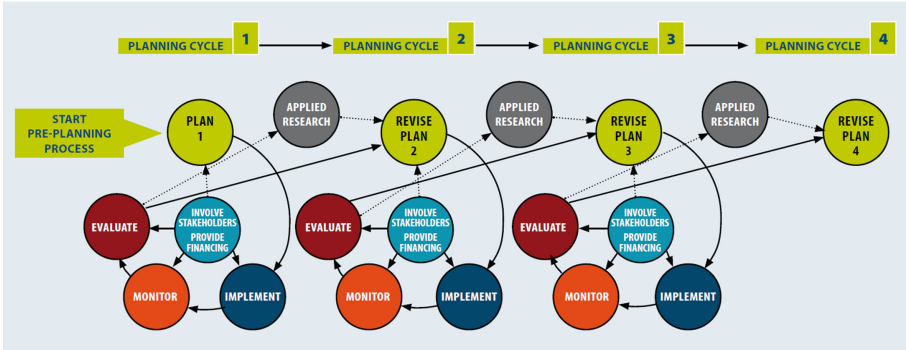 PLANNING CYCLE 1
PLANNING CYCLE 2
PLANNING CYCLE 3
PLANNING CYCLE 4
START
PRE-PLANNING
PROCESS
PLAN
1
APPLIED
RESEARCH
REVISE
PLAN
2
APPLIED
RESEARCH
REVISE
PLAN
3
APPLIED
RESEARCH
REVISE
PLAN
4
EVALUATE
INVOLVE
STAKEHOLDERS
PROVIDE
FINANCING
MONITOR
IMPLEMENT
EVALUATE
INVOLVE
STAKEHOLDERS
PROVIDE
FINANCING
MONITOR
IMPLEMENT
EVALUATE
INVOLVE
STAKEHOLDERS
PROVIDE
FINANCING
MONITOR
IMPLEMENT